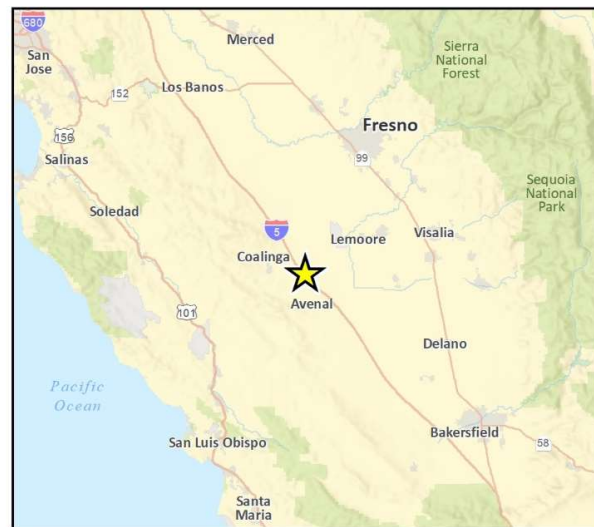 680
San
Jose
Merced
Sierra
National
Forest
152
Los Banos
Fresno
156
99
Salinas
Sequoia
National
Park
Soledad
Lemoore
Visalia
5
Coalinga
Avenal
101
Delano
Pacific
Ocean
Bakersfield
San Luis Obispo
58
Santa
Maria